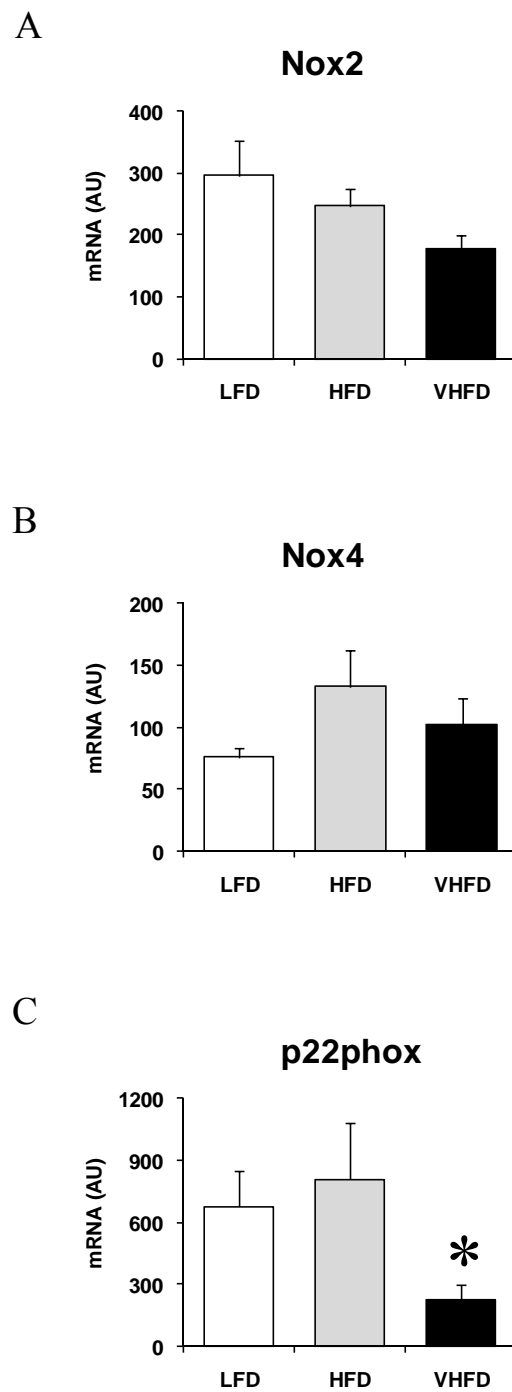 A
Nox2
400
300
200
100
0
mRNA (AU)
LFD HFD VHFD
B
Nox4
200
150
100
50
0
mRNA (AU)
LFD HFD VHFD
C
p22phox
1200
900
600
300
0
mRNA (AU)
*
LFD HFD VHFD